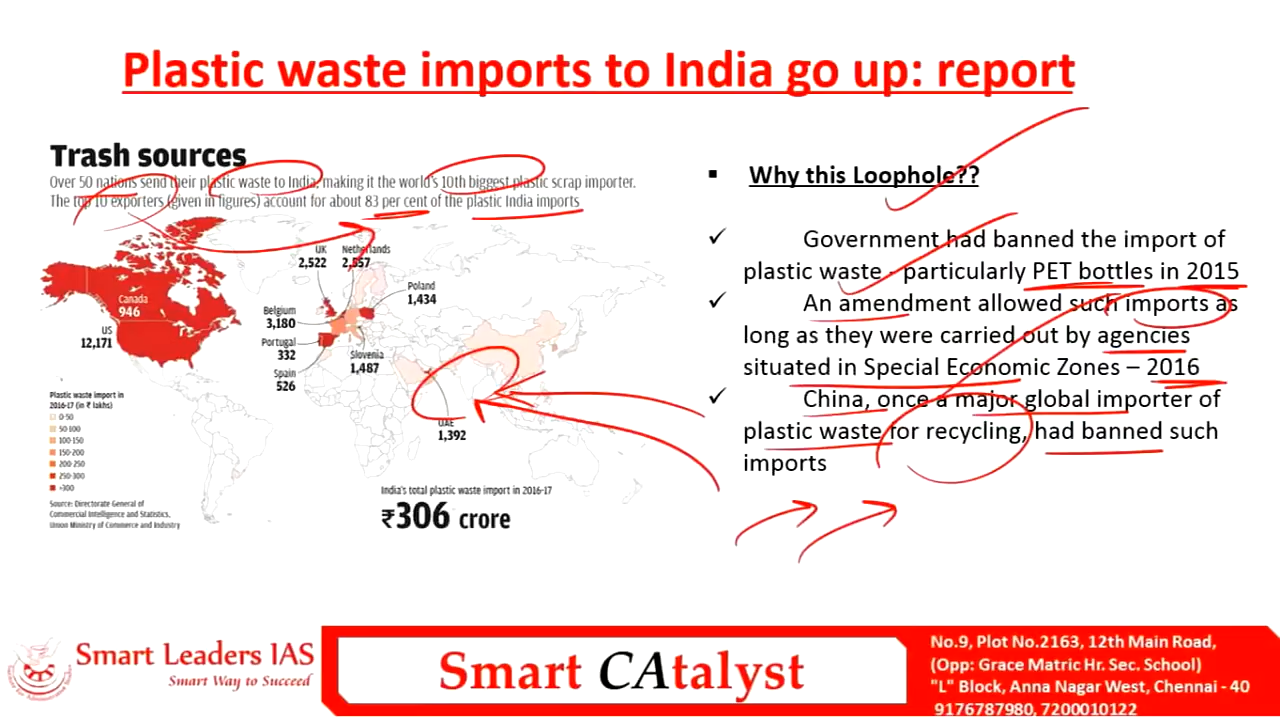 Plastic waste imports to India go up: report
Trash sources
Over 50 nations send their plastic waste to India, making it the world's 10th biggest plastic scrap importer.
The top 10 exporters (given in figures) account for about 83 per cent of the plastic India imports
UK
2,522
Netherlands
2,557
Poland
1,434
Canada
946
Belgium
3,180
US
12,171
Portugal
332
Slovenia
1,487
Spain
526
UAE
1,392
Plastic waste import in
2016-17 (in ₹ lakhs)
0-50
50-100
100-150
150-200
200-250
250-300
>300
Source: Directorate General of
Commercial Intelligence and Statistics,
Union Ministry of Commerce and Industry
India's total plastic waste import in 2016-17
₹306 crore
▪ Why this Loophole??
✓ Government had banned the import of
plastic waste - particularly PET bottles in 2015
✓ An amendment allowed such imports as
long as they were carried out by agencies
situated in Special Economic Zones – 2016
✓ China, once a major global importer of
plastic waste for recycling, had banned such
imports
Smart Leaders IAS
Smart Way to Succeed
Smart CAtalyst
No.9, Plot No.2163, 12th Main Road,
(Opp: Grace Matric Hr. Sec. School)
"L" Block, Anna Nagar West, Chennai - 40
9176787980, 7200010122